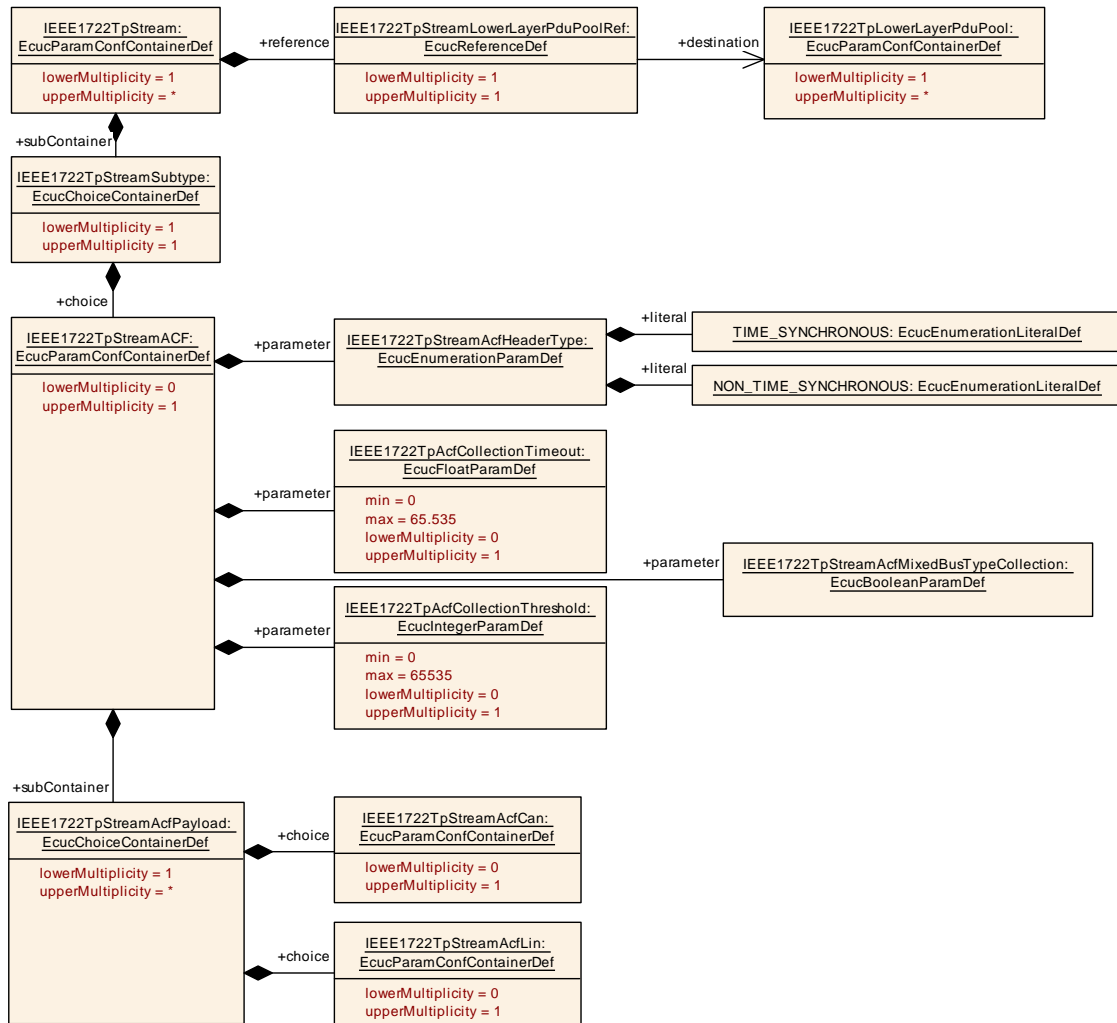 IEEE1722TpStream:
EcucParamConfContainerDef
lowerMultiplicity = 1
upperMultiplicity = *
+reference
IEEE1722TpStreamLowerLayerPduPoolRef:
EcucReferenceDef
lowerMultiplicity = 1
upperMultiplicity = 1
+destination
IEEE1722TpLowerLayerPduPool:
EcucParamConfContainerDef
lowerMultiplicity = 1
upperMultiplicity = *
+subContainer
IEEE1722TpStreamSubtype:
EcucChoiceContainerDef
lowerMultiplicity = 1
upperMultiplicity = 1
+choice
IEEE1722TpStreamACF:
EcucParamConfContainerDef
lowerMultiplicity = 0
upperMultiplicity = 1
+parameter
IEEE1722TpStreamAcfHeaderType:
EcucEnumerationParamDef
+literal
TIME_SYNCHRONOUS: EcucEnumerationLiteralDef
+literal
NON_TIME_SYNCHRONOUS: EcucEnumerationLiteralDef
+parameter
IEEE1722TpAcfCollectionTimeout:
EcucFloatParamDef
min = 0
max = 65.535
lowerMultiplicity = 0
upperMultiplicity = 1
+parameter
IEEE1722TpStreamAcfMixedBusTypeCollection:
EcucBooleanParamDef
+parameter
IEEE1722TpAcfCollectionThreshold:
EcucIntegerParamDef
min = 0
max = 65535
lowerMultiplicity = 0
upperMultiplicity = 1
+subContainer
IEEE1722TpStreamAcfPayload:
EcucChoiceContainerDef
lowerMultiplicity = 1
upperMultiplicity = *
+choice
IEEE1722TpStreamAcfCan:
EcucParamConfContainerDef
lowerMultiplicity = 0
upperMultiplicity = 1
+choice
IEEE1722TpStreamAcfLin:
EcucParamConfContainerDef
lowerMultiplicity = 0
upperMultiplicity = 1